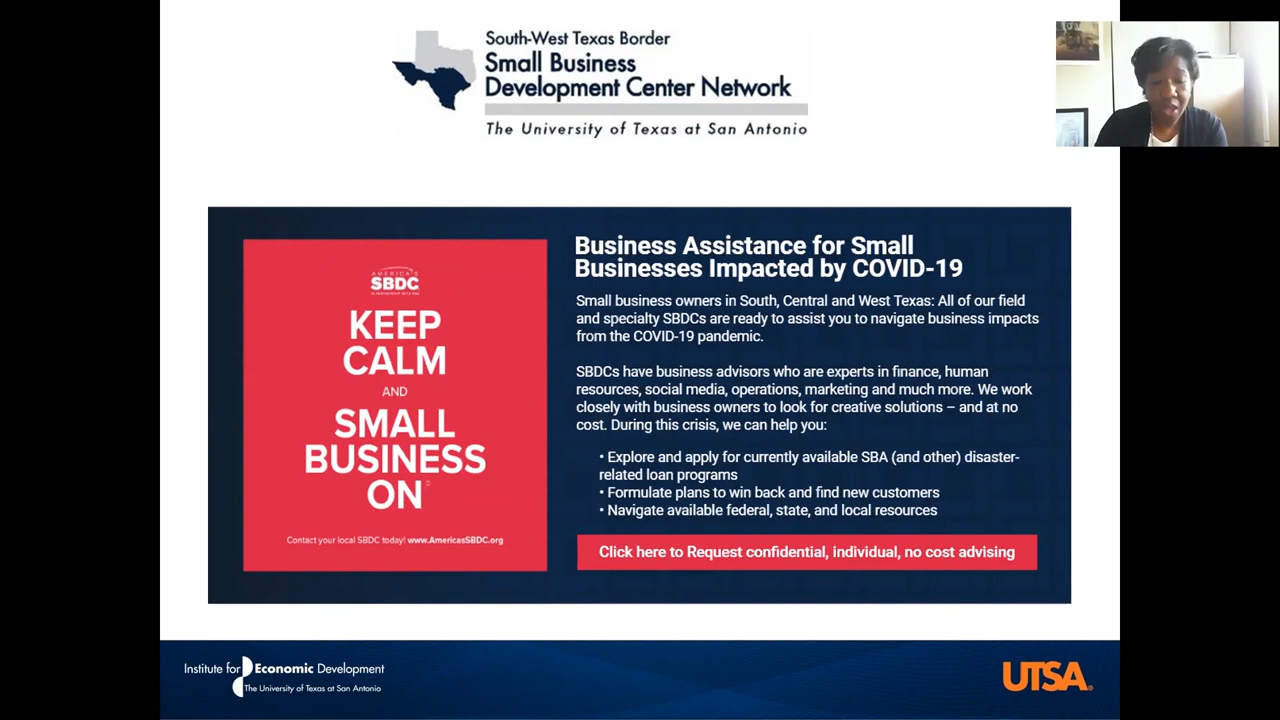 South-West Texas Border
Small Business
Development Center Network
The University of Texas at San Antonio
AMERICA'S
SBDC
KEEP
CALM
AND
SMALL
BUSINESS
ON©
Contact your local SBDC today! www.AmericasSBDC.org
Business Assistance for Small
Businesses Impacted by COVID-19
Small business owners in South, Central and West Texas: All of our field
and specialty SBDCs are ready to assist you to navigate business impacts
from the COVID-19 pandemic.
SBDCs have business advisors who are experts in finance, human
resources, social media, operations, marketing and much more. We work
closely with business owners to look for creative solutions – and at no
cost. During this crisis, we can help you:
• Explore and apply for currently available SBA (and other) disaster-
related loan programs
• Formulate plans to win back and find new customers
• Navigate available federal, state, and local resources
Click here to Request confidential, individual, no cost advising
Institute for Economic Development
The University of Texas at San Antonio
UTSA®